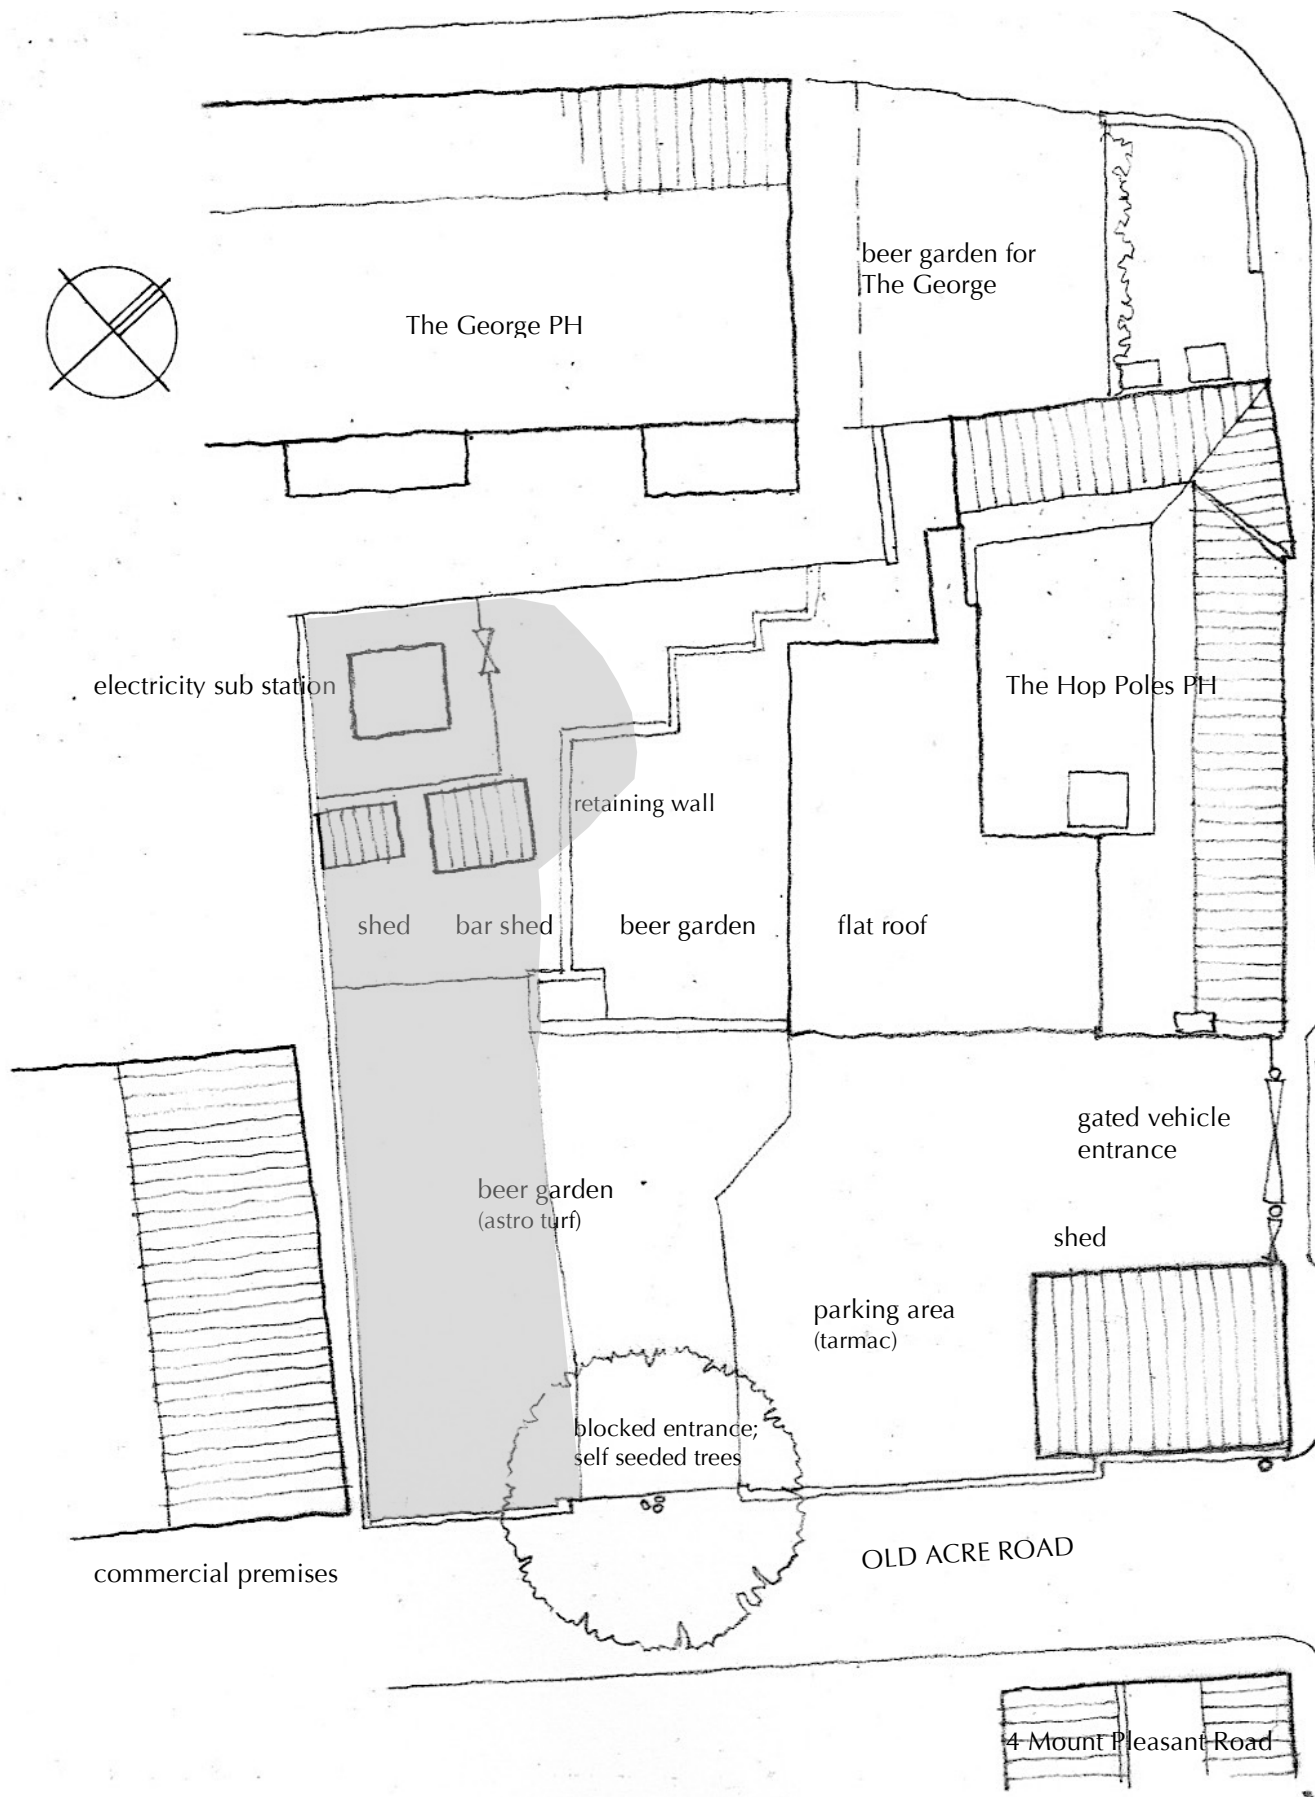 beer garden for
The George
The George PH
electricity sub station
The Hop Poles PH
retaining wall
shed
bar shed
beer garden
flat roof
gated vehicle
entrance
beer garden
(astro turf)
shed
parking area
(tarmac)
blocked entrance;
self seeded trees
OLD ACRE ROAD
commercial premises
4 Mount Pleasant Road